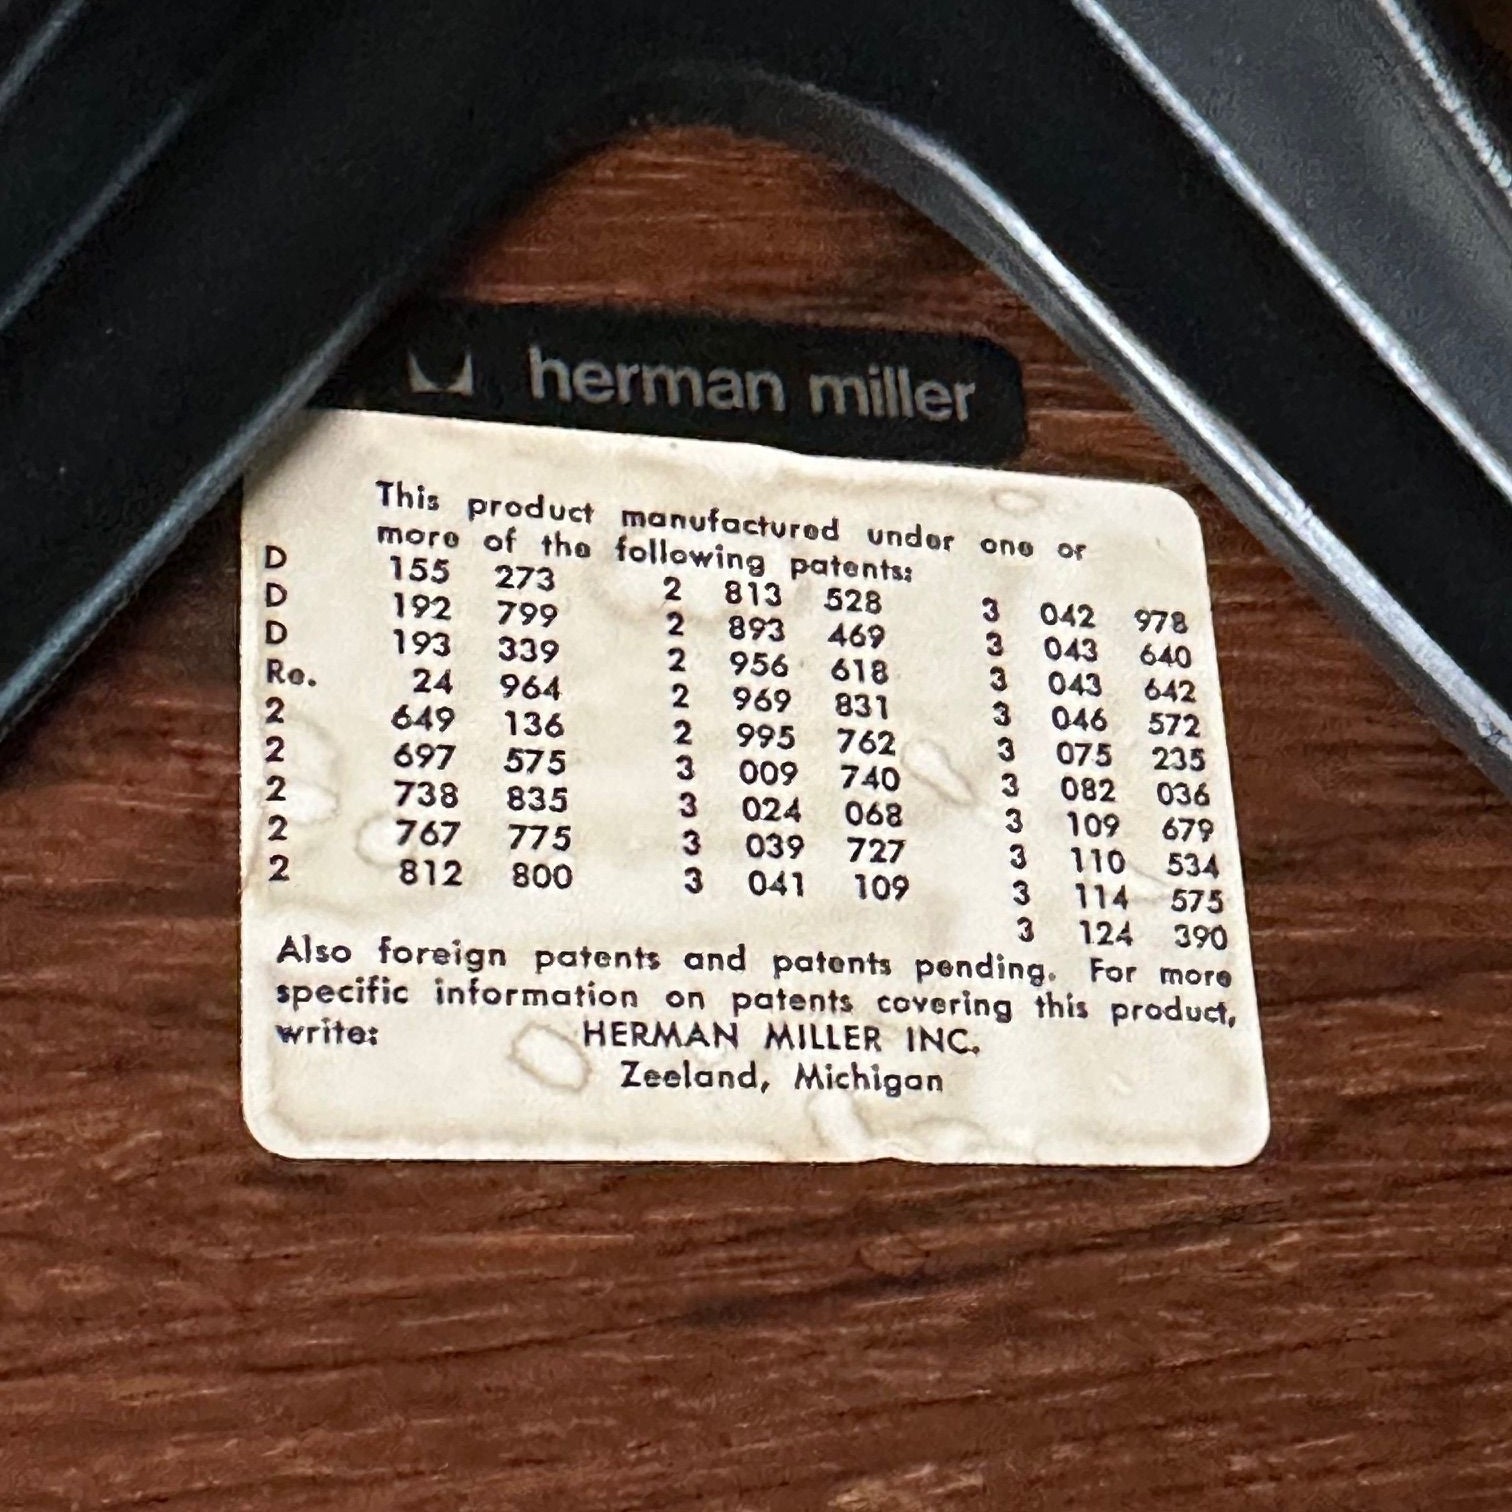 herman miller
This product manufactured under one or
more of the following patents:
D 155 273 2 813 528 3 042 978
D 192 799 2 893 469 3 043 640
D 193 339 2 956 618 3 043 642
Re. 24 964 2 969 831 3 046 572
2 649 136 2 995 762 3 075 235
2 697 575 3 009 740 3 082 036
2 738 835 3 024 068 3 109 679
2 767 775 3 039 727 3 110 534
2 812 800 3 041 109 3 114 575
3 124 390
Also foreign patents and patents pending. For more
specific information on patents covering this product,
write: HERMAN MILLER INC.
Zeeland, Michigan